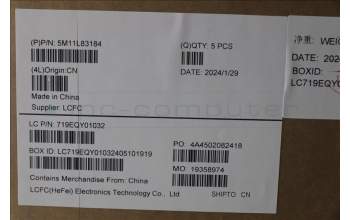 (P)P/N: 5M11L83184
(Q)QTY: 5 PCS
(4L)Origin:CN
DATE: 2024/1/29
Made in China
Supplier: LCFC
LC P/N: 719EQY01032
PO: 4A4502082418
BOX ID: LC719EQY01032405101919
MO: 19358974
Contains Merchandise From: China
LCFC(HeFei) Electronics Technology Co., Ltd
SHIPTO: CN
净重: WEIG
DATE: 202
BOXID:
LC719EQY